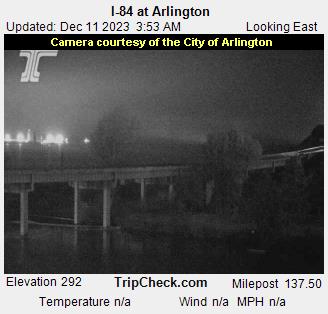 I-84 at Arlington
Updated: Dec 11 2023 3:53 AM Looking East
Camera courtesy of the City of Arlington
Elevation 292 TripCheck.com Milepost 137.50
Temperature n/a Wind n/a MPH n/a